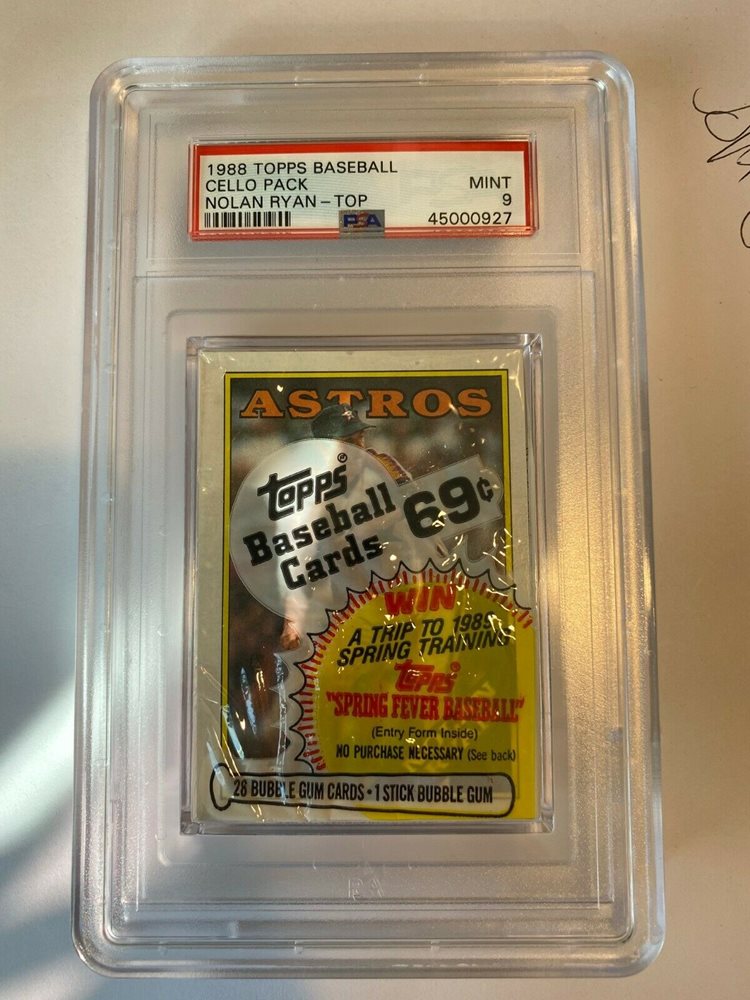 1988 TOPPS BASEBALL
CELLO PACK MINT
NOLAN RYAN - TOP 9
PSA 45000927
ASTROS
Topps®
Baseball 69¢
Cards
WIN
A TRIP TO 1989
SPRING TRAINING
Topps®
"SPRING FEVER BASEBALL"
(Entry Form Inside)
NO PURCHASE NECESSARY (See back)
28 BUBBLE GUM CARDS • 1 STICK BUBBLE GUM